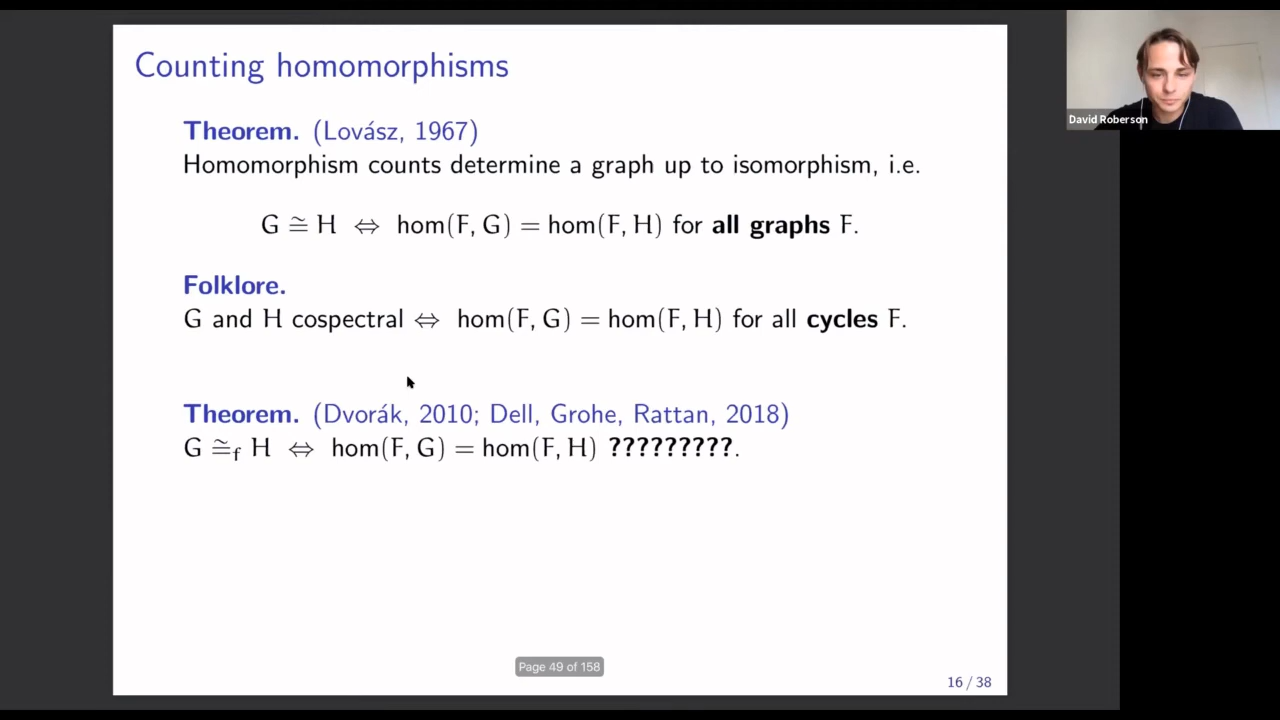 Counting homomorphisms
David Roberson
Theorem. (Lovász, 1967)
Homomorphism counts determine a graph up to isomorphism, i.e.
G ≅ H ⇔ hom(F, G) = hom(F, H) for all graphs F.
Folklore.
G and H cospectral ⇔ hom(F, G) = hom(F, H) for all cycles F.
Theorem. (Dvorák, 2010; Dell, Grohe, Rattan, 2018)
G ≅f H ⇔ hom(F, G) = hom(F, H) ?????????.
Page 49 of 158
16 / 38